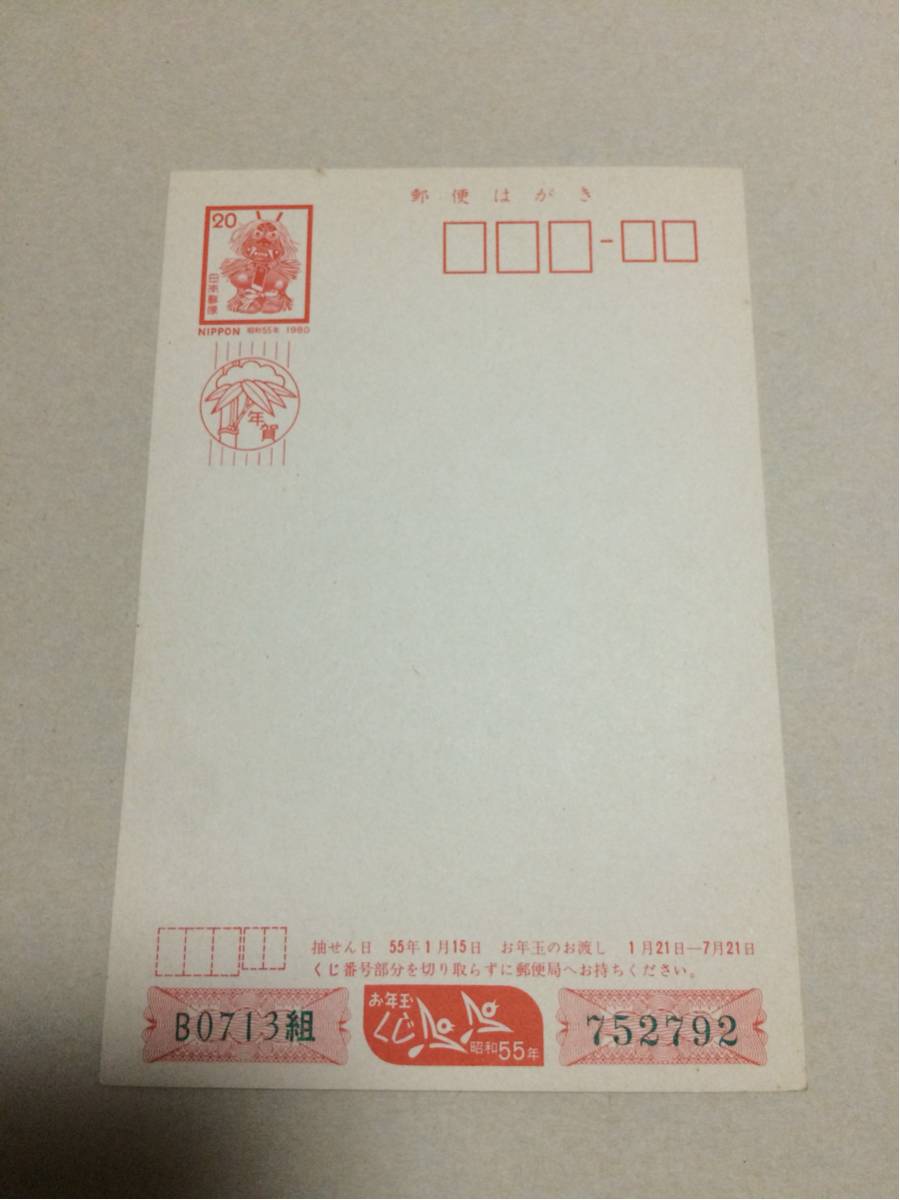 郵便はがき
20
日本郵便
NIPPON 昭和55年 1980
年賀
抽せん日 55年1月15日 お年玉のお渡し 1月21日―7月21日
くじ番号部分を切り取らずに郵便局へお持ちください。
B0713組
お年玉
くじ
昭和55年
752792